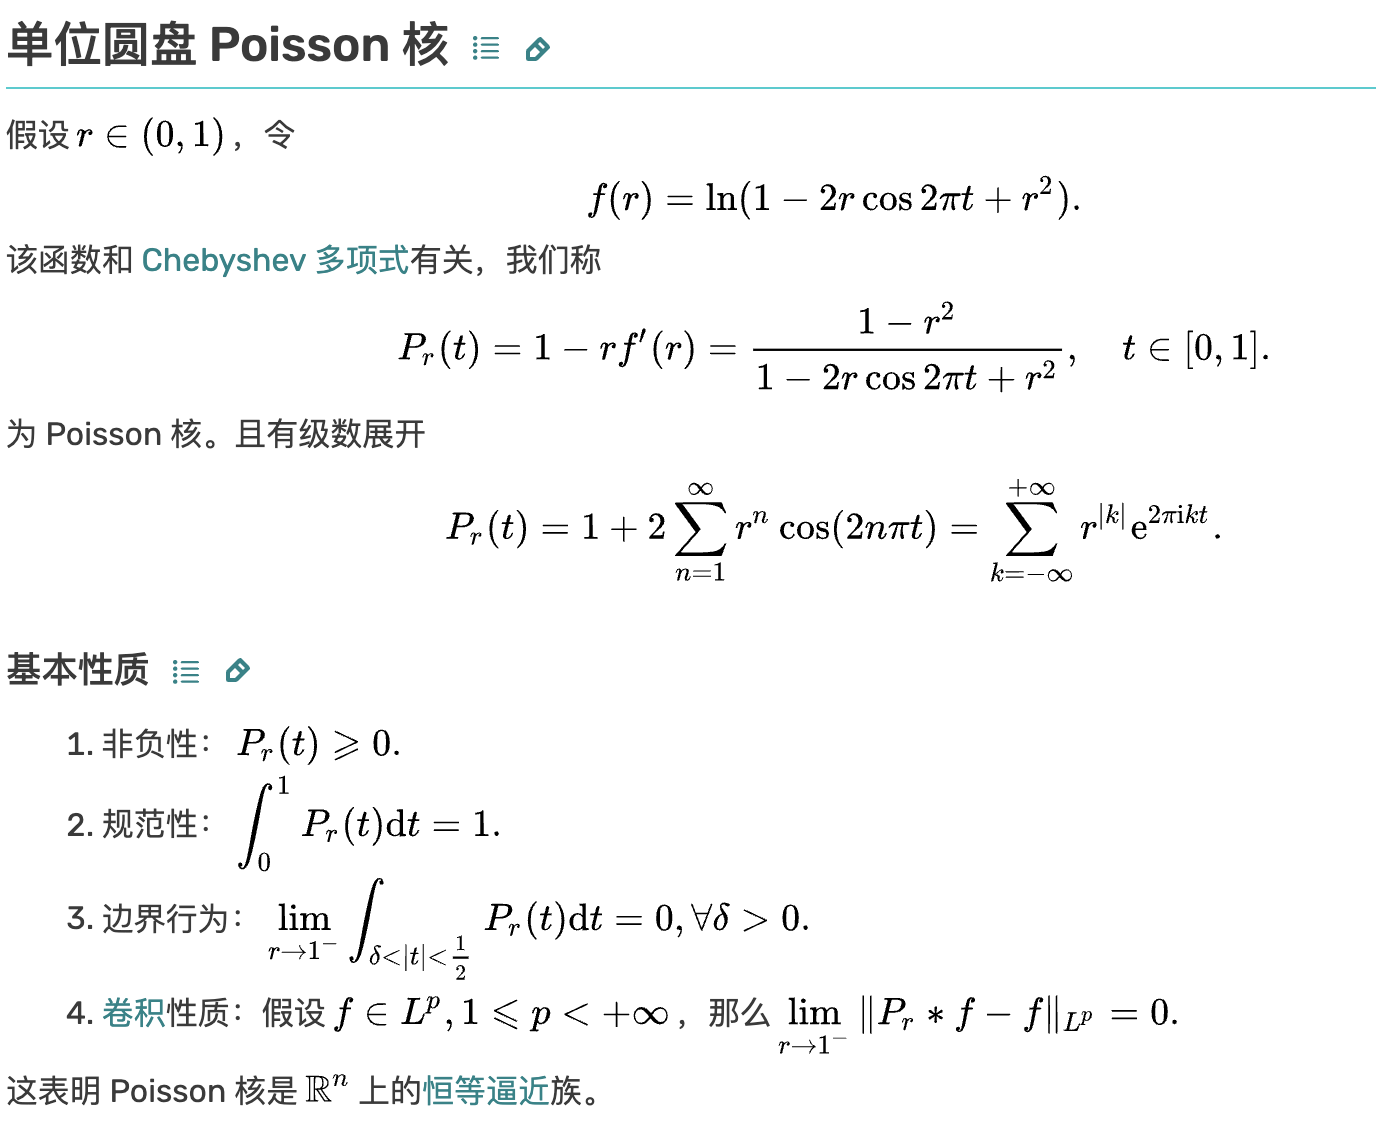 单位圆盘 Poisson 核
假设 $r \in (0, 1)$，令
$$f(r) = \ln(1 - 2r \cos 2\pi t + r^2).$$
该函数和 Chebyshev 多项式有关，我们称
$$P_r(t) = 1 - rf'(r) = \frac{1 - r^2}{1 - 2r \cos 2\pi t + r^2}, \quad t \in [0, 1].$$
为 Poisson 核。且有级数展开
$$P_r(t) = 1 + 2 \sum_{n=1}^{\infty} r^n \cos(2n\pi t) = \sum_{k=-\infty}^{+\infty} r^{|k|} \mathrm{e}^{2\pi \mathrm{i} kt}.$$
基本性质
1. 非负性： $P_r(t) \geqslant 0.$
2. 规范性： $\int_0^1 P_r(t) \mathrm{d}t = 1.$
3. 边界行为： $\lim_{r \to 1^-} \int_{\delta < |t| < \frac{1}{2}} P_r(t) \mathrm{d}t = 0, \forall \delta > 0.$
4. 卷积性质：假设 $f \in L^p, 1 \leqslant p < +\infty$，那么 $\lim_{r \to 1^-} \|P_r * f - f\|_{L^p} = 0.$
这表明 Poisson 核是 $\mathbb{R}^n$ 上的恒等逼近族。